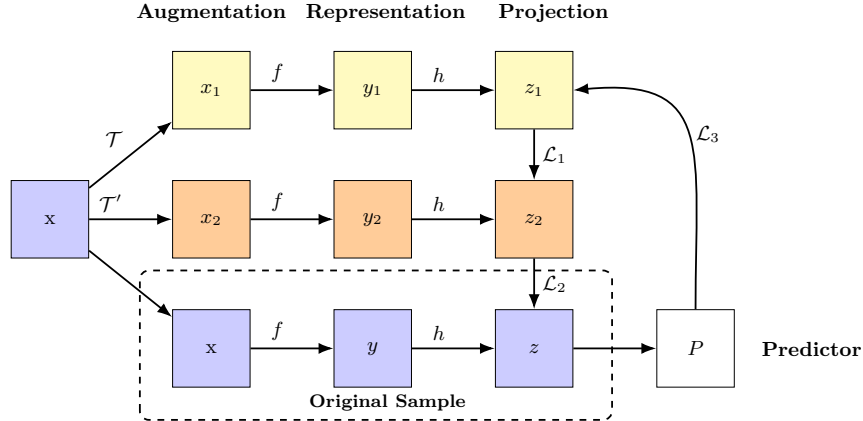 Augmentation Representation Projection
x₁ f y₁ h z₁
𝒯 ℒ₁ ℒ₃
x 𝒯′ x₂ f y₂ h z₂
ℒ₂
x f y h z P Predictor
Original Sample